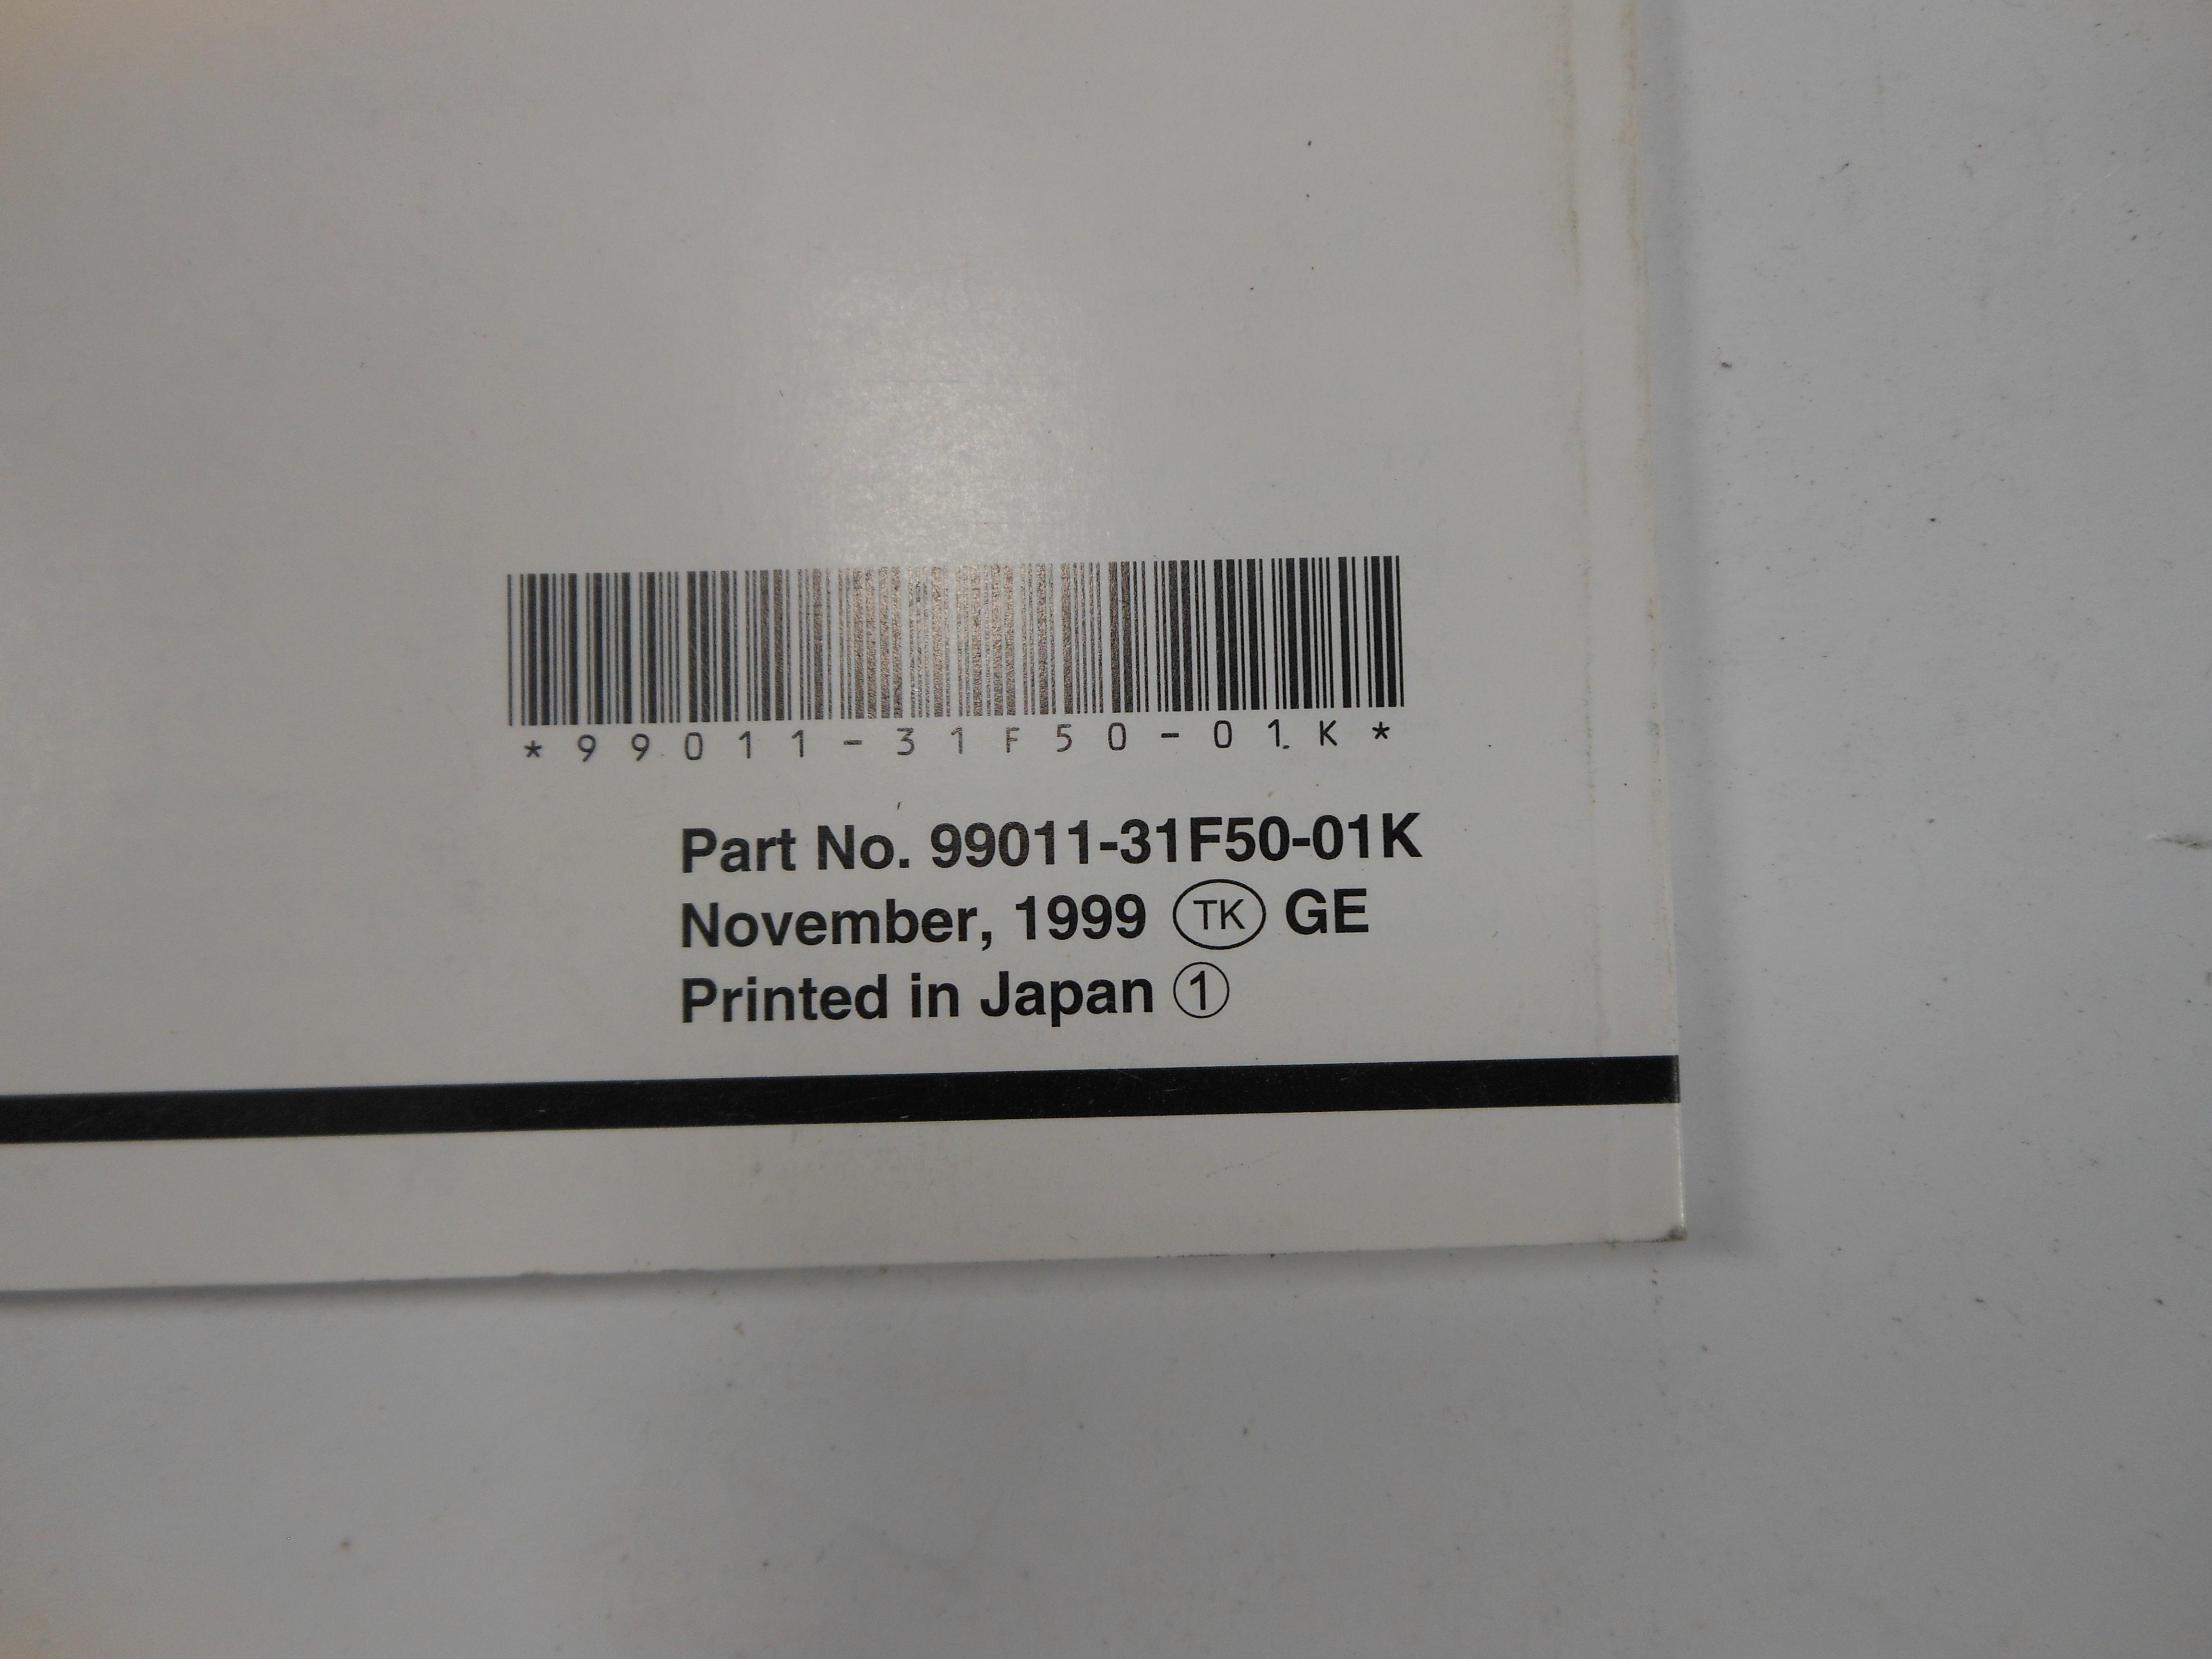 *99011-31F50-01K*
Part No. 99011-31F50-01K
November, 1999 TK GE
Printed in Japan 1